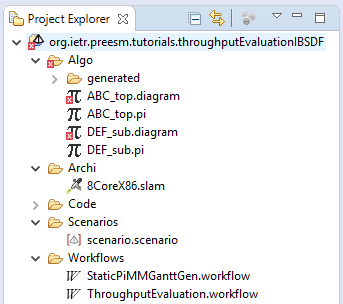 Project Explorer
org.ietr.preesm.tutorials.throughputEvaluationIBSDF
Algo
generated
ABC_top.diagram
ABC_top.pi
DEF_sub.diagram
DEF_sub.pi
Archi
8CoreX86.slam
Code
Scenarios
scenario.scenario
Workflows
StaticPiMMGanttGen.workflow
ThroughputEvaluation.workflow